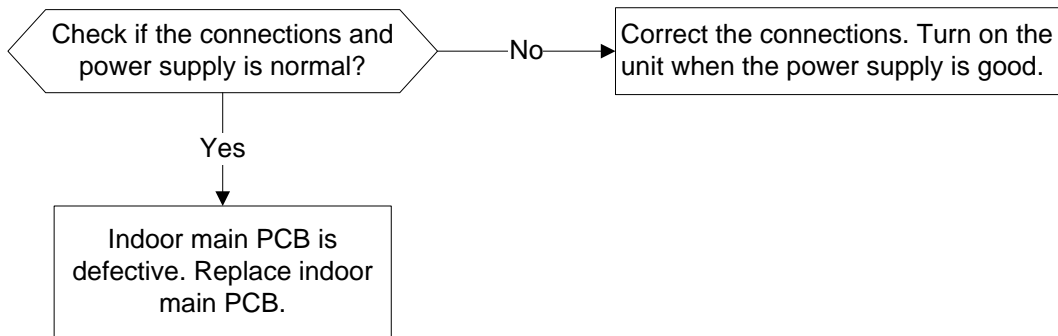 Check if the connections and
power supply is normal?
No
Correct the connections. Turn on the
unit when the power supply is good.
Yes
Indoor main PCB is
defective. Replace indoor
main PCB.